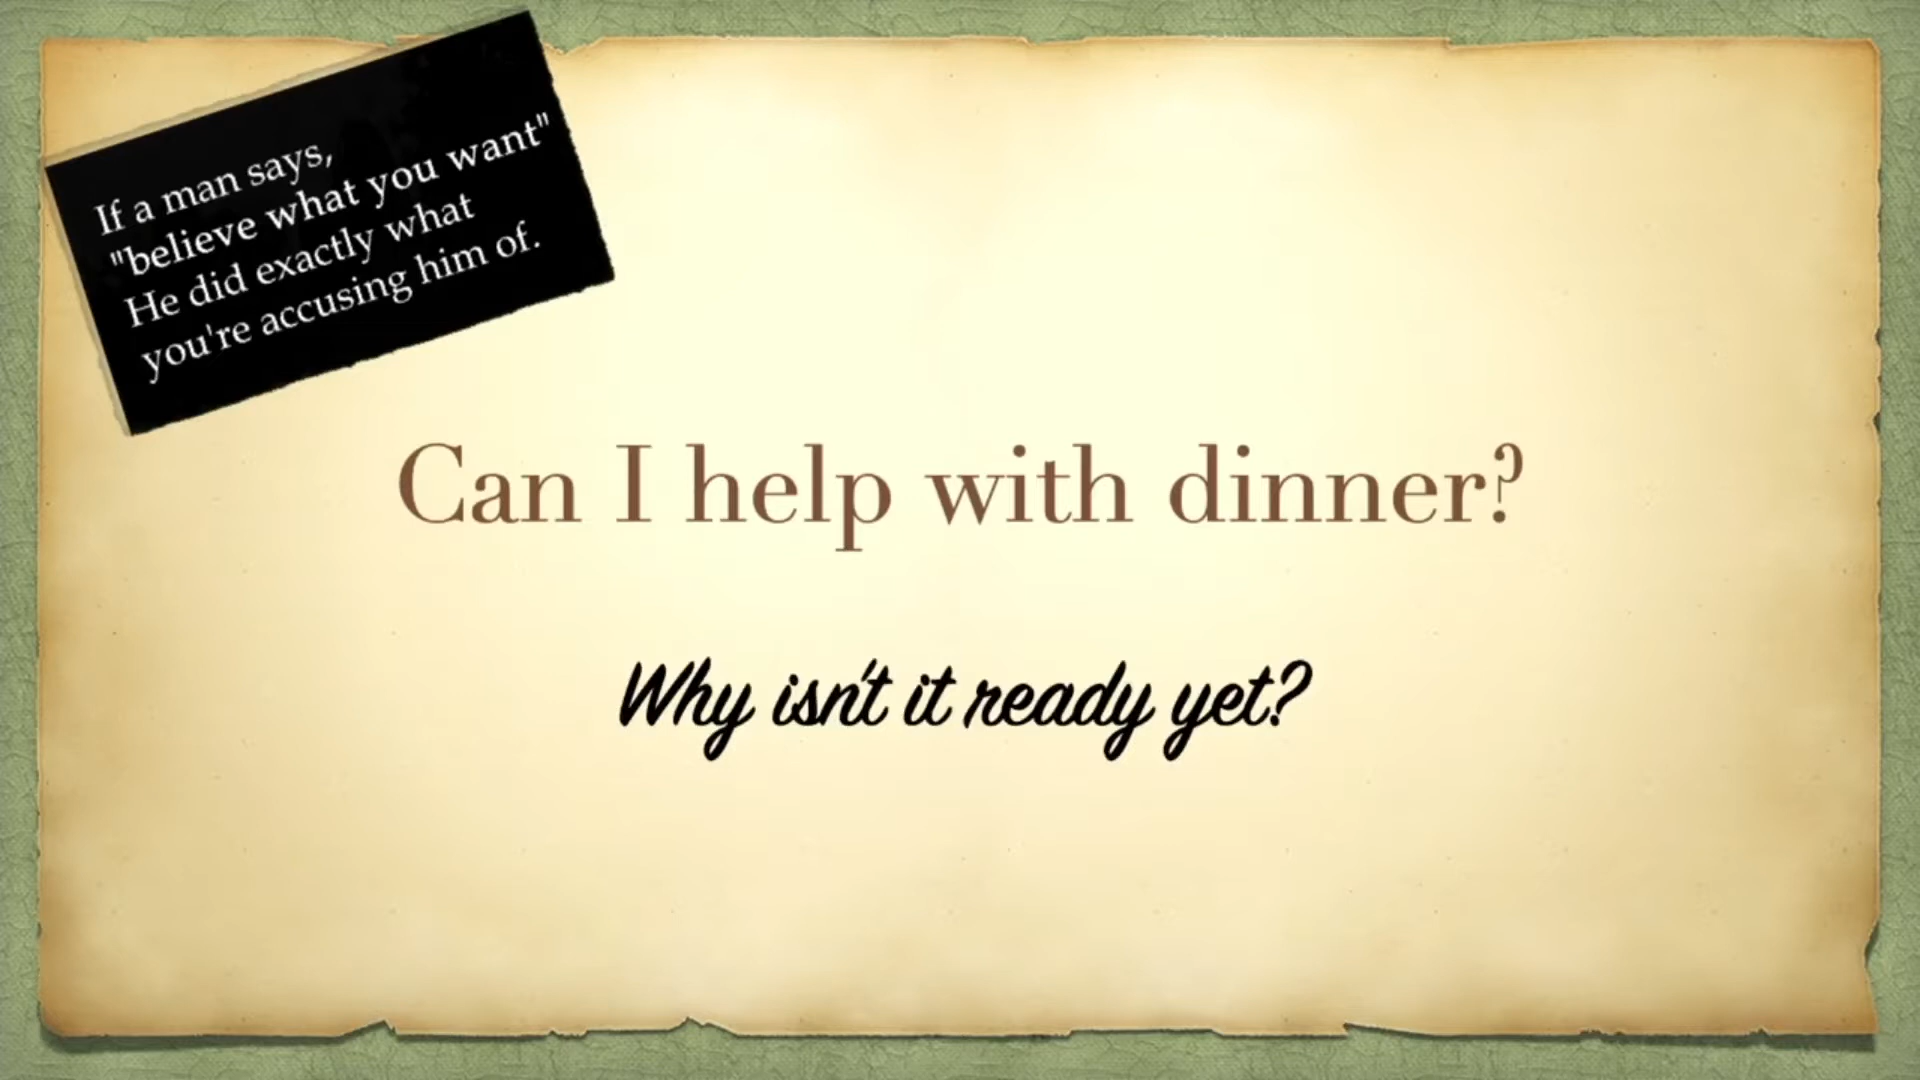 If a man says,
"believe what you want"
He did exactly what
you're accusing him of.
Can I help with dinner?
Why isn't it ready yet?